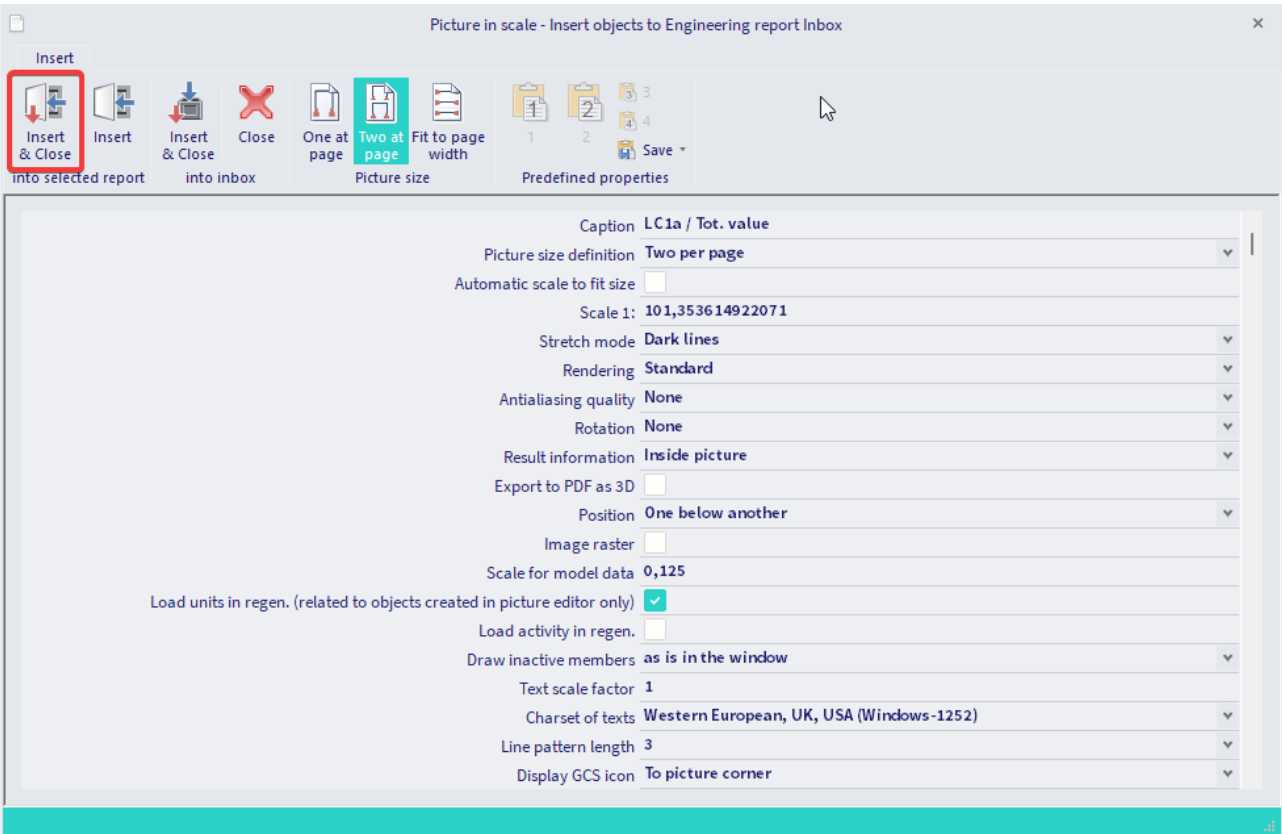 Picture in scale - Insert objects to Engineering report Inbox
Insert
Insert & Close
Insert
Insert & Close
Close
One at page
Two at page
Fit to page width
1
1
2
2
3 3
4 4
Save
into selected report
into inbox
Picture size
Predefined properties
Caption LC1a / Tot. value
Picture size definition Two per page
Automatic scale to fit size
Scale 1: 101,353614922071
Stretch mode Dark lines
Rendering Standard
Antialiasing quality None
Rotation None
Result information Inside picture
Export to PDF as 3D
Position One below another
Image raster
Scale for model data 0,125
Load units in regen. (related to objects created in picture editor only)
Load activity in regen.
Draw inactive members as is in the window
Text scale factor 1
Charset of texts Western European, UK, USA (Windows-1252)
Line pattern length 3
Display GCS icon To picture corner